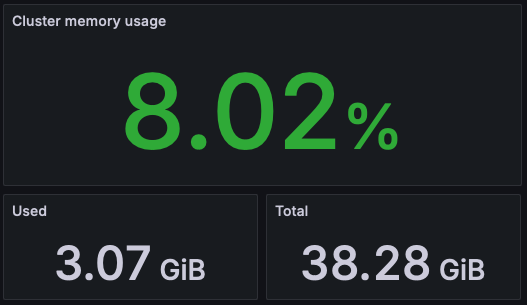 Cluster memory usage
8.02%
Used
3.07 GiB
Total
38.28 GiB